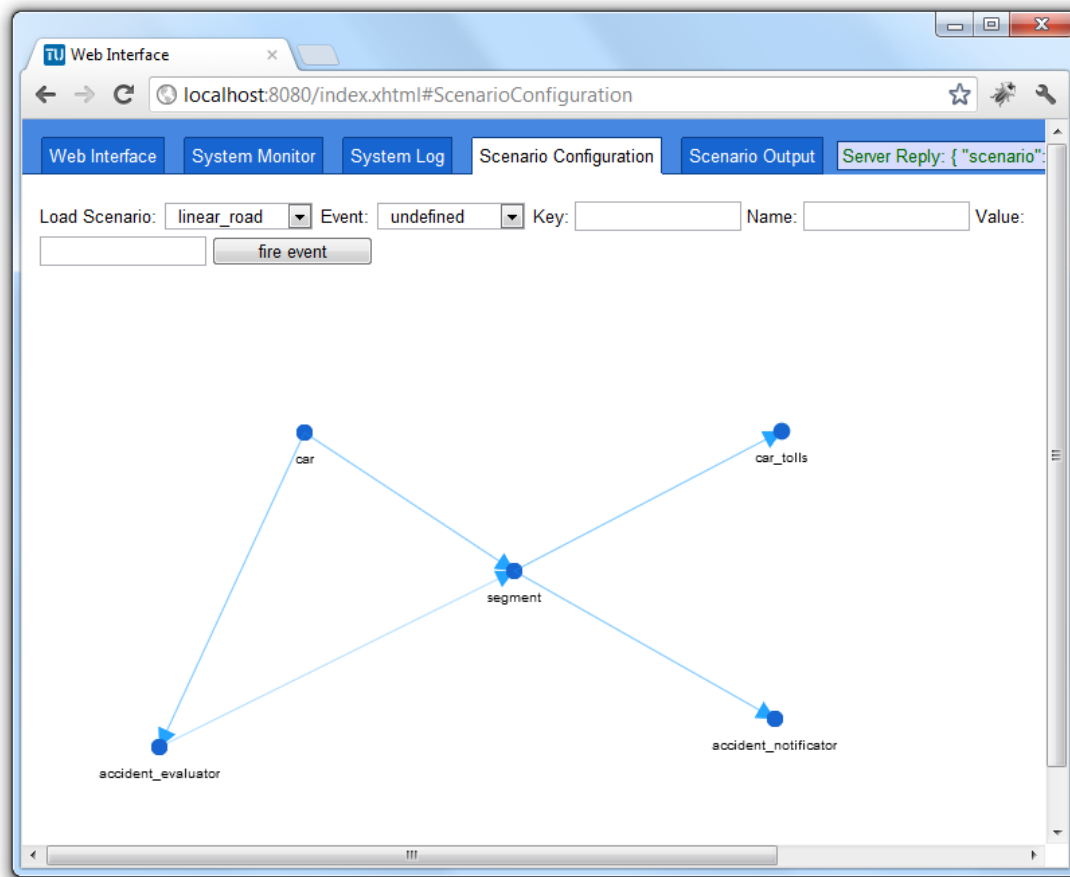 TU Web Interface
localhost:8080/index.xhtml#ScenarioConfiguration
Web Interface System Monitor System Log Scenario Configuration Scenario Output Server Reply: { "scenario":
Load Scenario: linear_road Event: undefined Key: Name: Value:
fire event
car
car_tolls
segment
accident_notificator
accident_evaluator